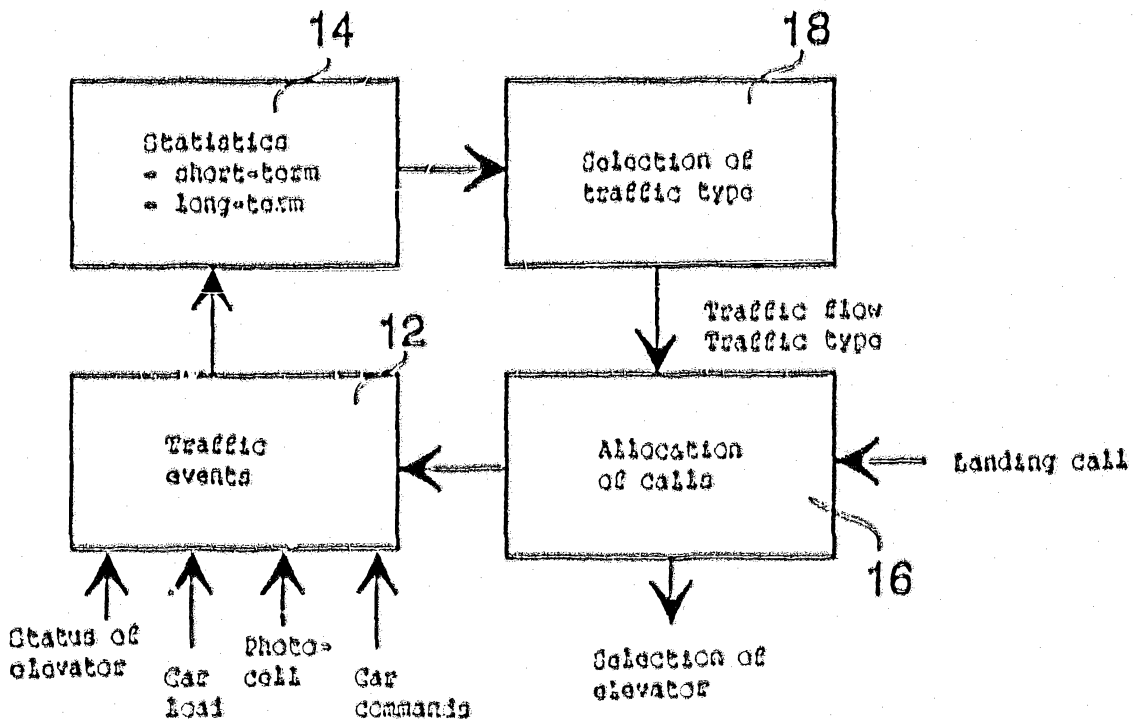 14
18
Statistics
- short-term
- long-term
Selection of
traffic type
Traffic flow
Traffic type
12
Traffic
events
Allocation
of calls
Landing call
16
Status of
elevator
Car
load
Photo-
cell
Car
commands
Selection of
elevator